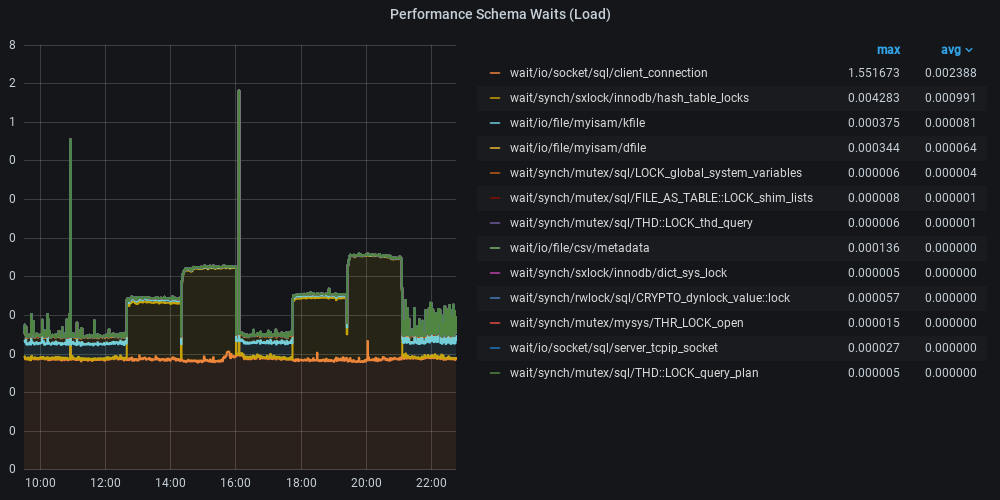 Performance Schema Waits (Load)
8
2
1
0
0
0
0
0
0
0
0
0
10:00 12:00 14:00 16:00 18:00 20:00 22:00
max avg
wait/io/socket/sql/client_connection 1.551673 0.002388
wait/synch/sxlock/innodb/hash_table_locks 0.004283 0.000991
wait/io/file/myisam/kfile 0.000375 0.000081
wait/io/file/myisam/dfile 0.000344 0.000064
wait/synch/mutex/sql/LOCK_global_system_variables 0.000006 0.000004
wait/synch/mutex/sql/FILE_AS_TABLE::LOCK_shim_lists 0.000008 0.000001
wait/synch/mutex/sql/THD::LOCK_thd_query 0.000006 0.000001
wait/io/file/csv/metadata 0.000136 0.000000
wait/synch/sxlock/innodb/dict_sys_lock 0.000005 0.000000
wait/synch/rwlock/sql/CRYPTO_dynlock_value::lock 0.000057 0.000000
wait/synch/mutex/mysys/THR_LOCK_open 0.000015 0.000000
wait/io/socket/sql/server_tcpip_socket 0.000027 0.000000
wait/synch/mutex/sql/THD::LOCK_query_plan 0.000005 0.000000